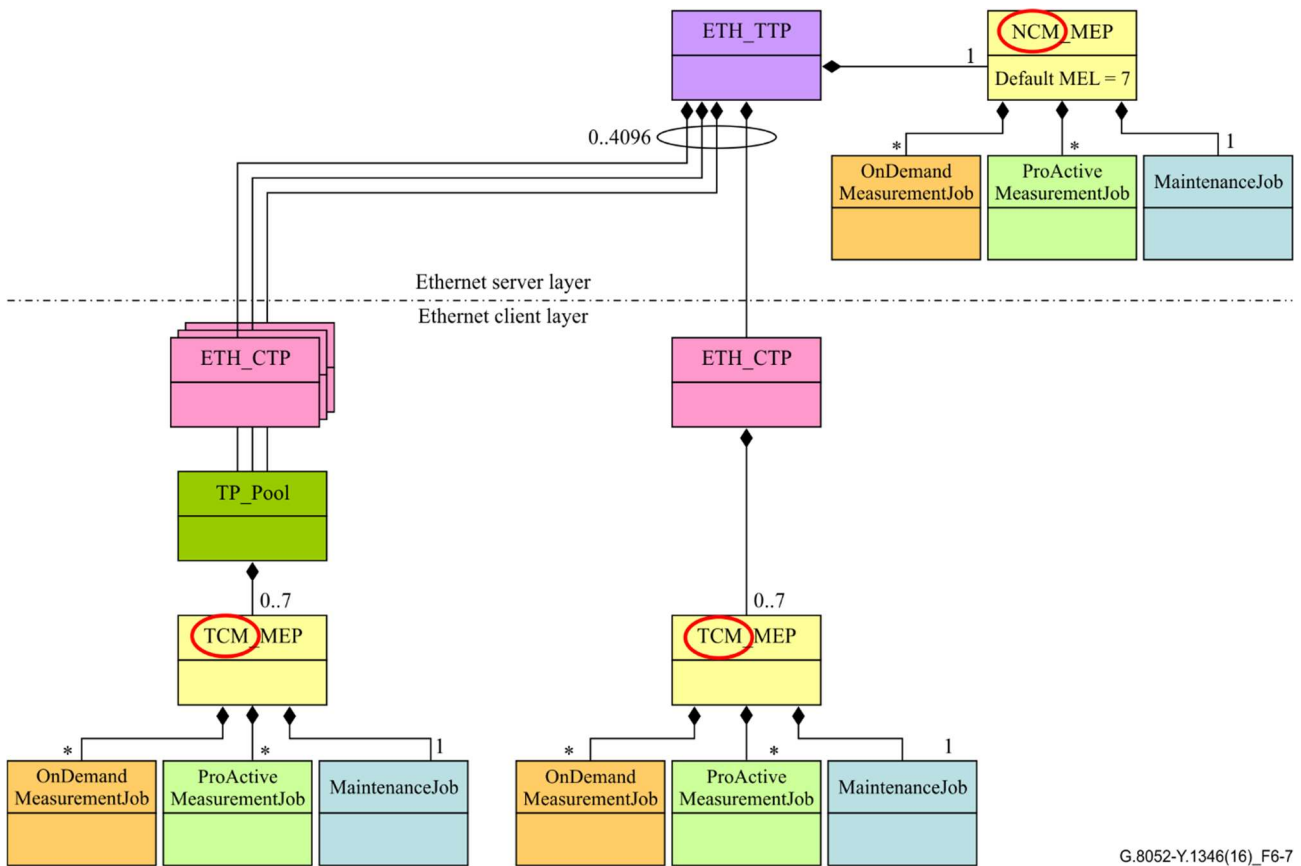 ETH_TTP
NCM_MEP
1
Default MEL = 7
0..4096
*
*
1
OnDemand
MeasurementJob
ProActive
MeasurementJob
MaintenanceJob
Ethernet server layer
Ethernet client layer
ETH_CTP
ETH_CTP
TP_Pool
0..7
0..7
TCM_MEP
TCM_MEP
*
*
1
*
*
1
OnDemand
MeasurementJob
ProActive
MeasurementJob
MaintenanceJob
OnDemand
MeasurementJob
ProActive
MeasurementJob
MaintenanceJob
G.8052-Y.1346(16)_F6-7